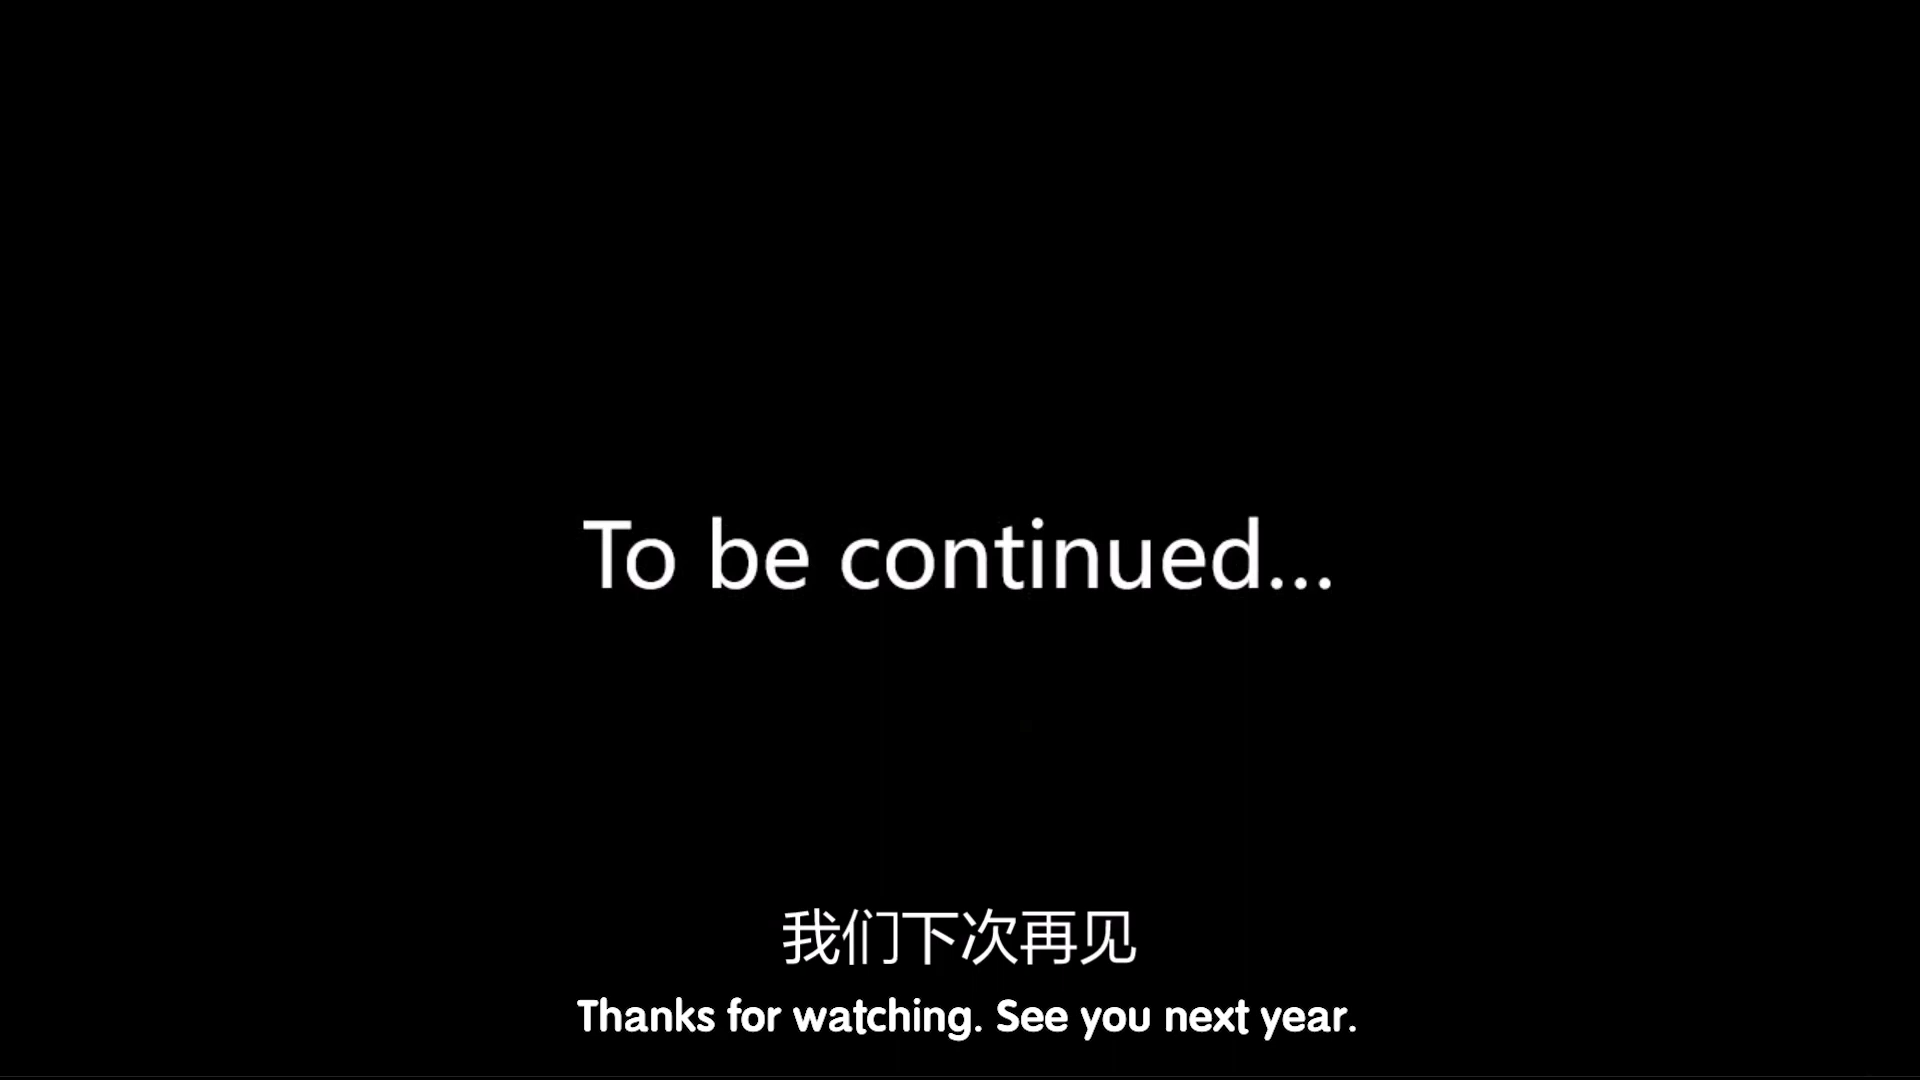 To be continued...
我们下次再见
Thanks for watching. See you next year.